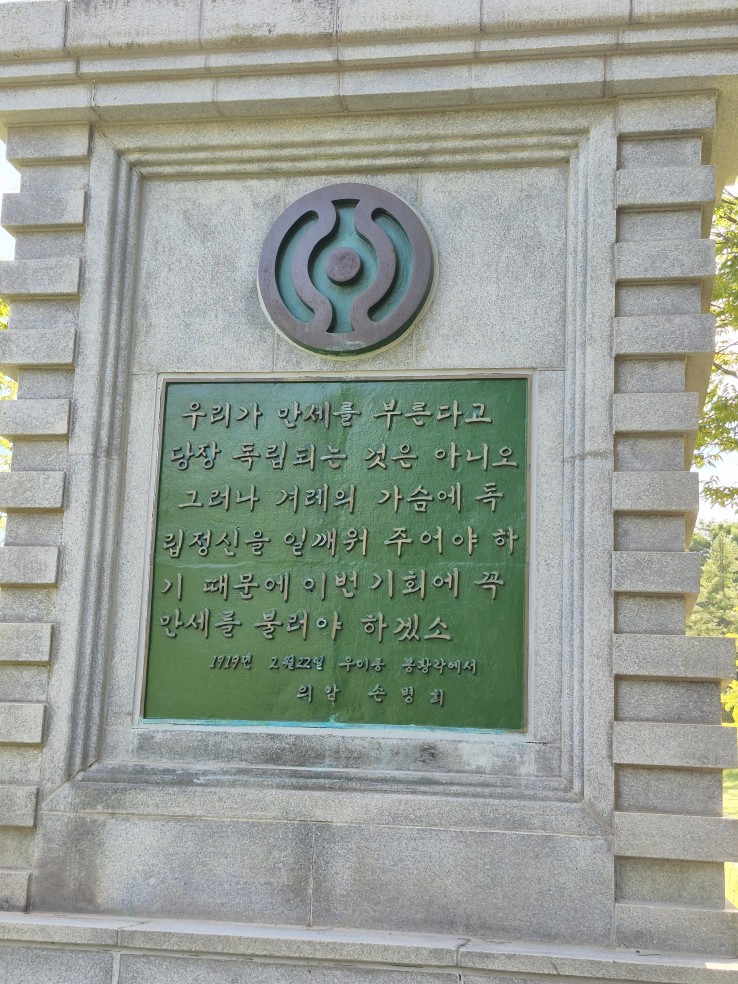 우리가 만세를 부른다고
당장 독립되는 것은 아니오
그러나 겨레의 가슴에 독
립정신을 일깨워 주어야 하
기 때문에 이번 기회에 꼭
만세를 불러야 하겠소
1919면 2월22일 우이동 봉황각에서
의암 손병희